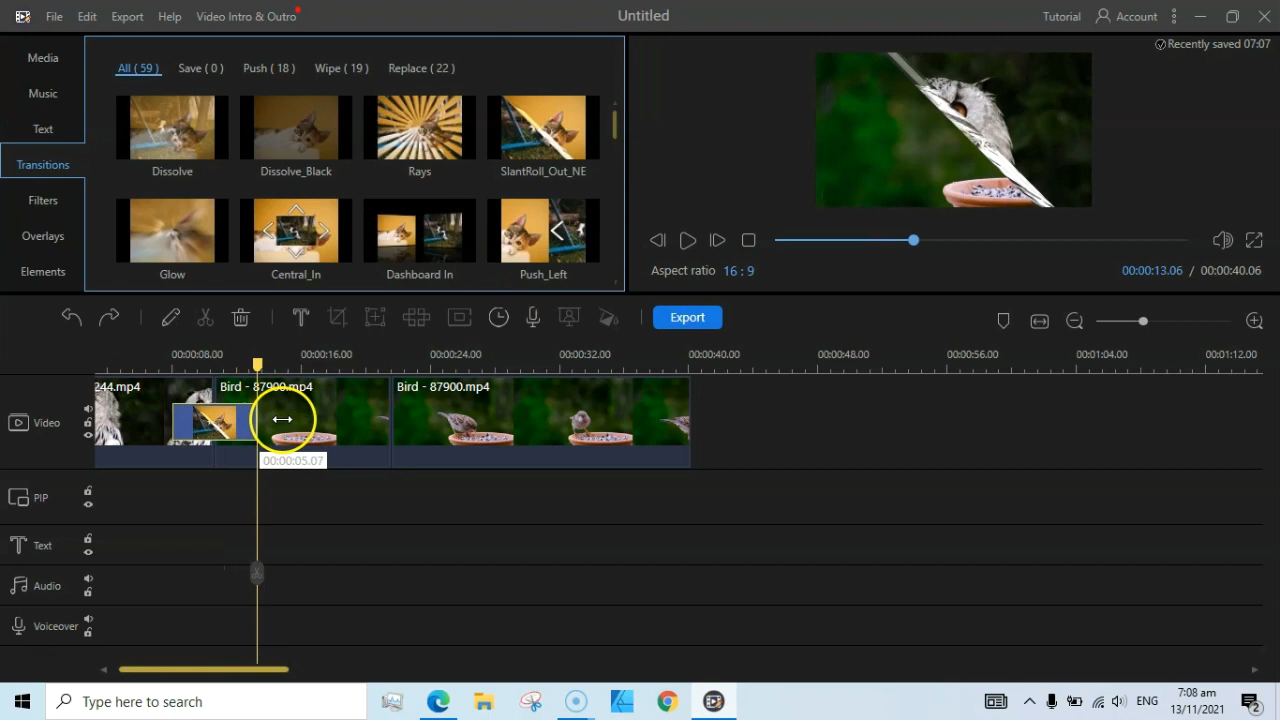 File Edit Export Help Video Intro & Outro Untitled Tutorial Account
Recently saved 07:07
Media
Music
Text
Transitions
Filters
Overlays
Elements
All ( 59 ) Save ( 0 ) Push ( 18 ) Wipe ( 19 ) Replace ( 22 )
Dissolve Dissolve_Black Rays SlantRoll_Out_NE
Glow Central_In Dashboard In Push_Left
Aspect ratio 16 : 9 00:00:13.06 / 00:00:40.06
Export
00:00:08.00 00:00:16.00 00:00:24.00 00:00:32.00 00:00:40.00 00:00:48.00 00:00:56.00 00:01:04.00 00:01:12.00
244.mp4 Bird - 87900.mp4 Bird - 87900.mp4
Video
00:00:05.07
PIP
Text
Audio
Voiceover
Type here to search
ENG
7:08 am
13/11/2021
2